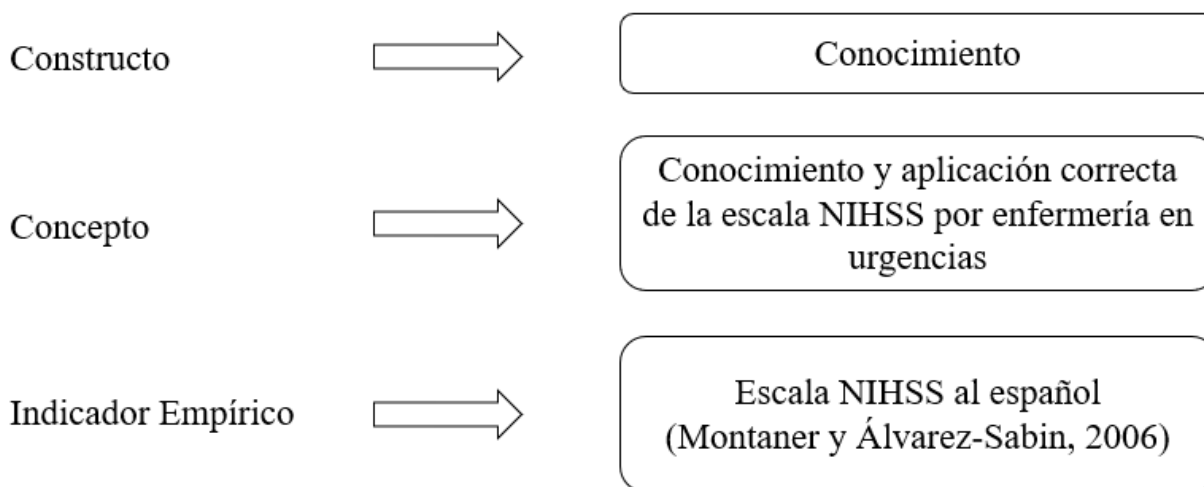 Constructo
Conocimiento
Concepto
Conocimiento y aplicación correcta
de la escala NIHSS por enfermería en
urgencias
Indicador Empírico
Escala NIHSS al español
(Montaner y Álvarez-Sabin, 2006)